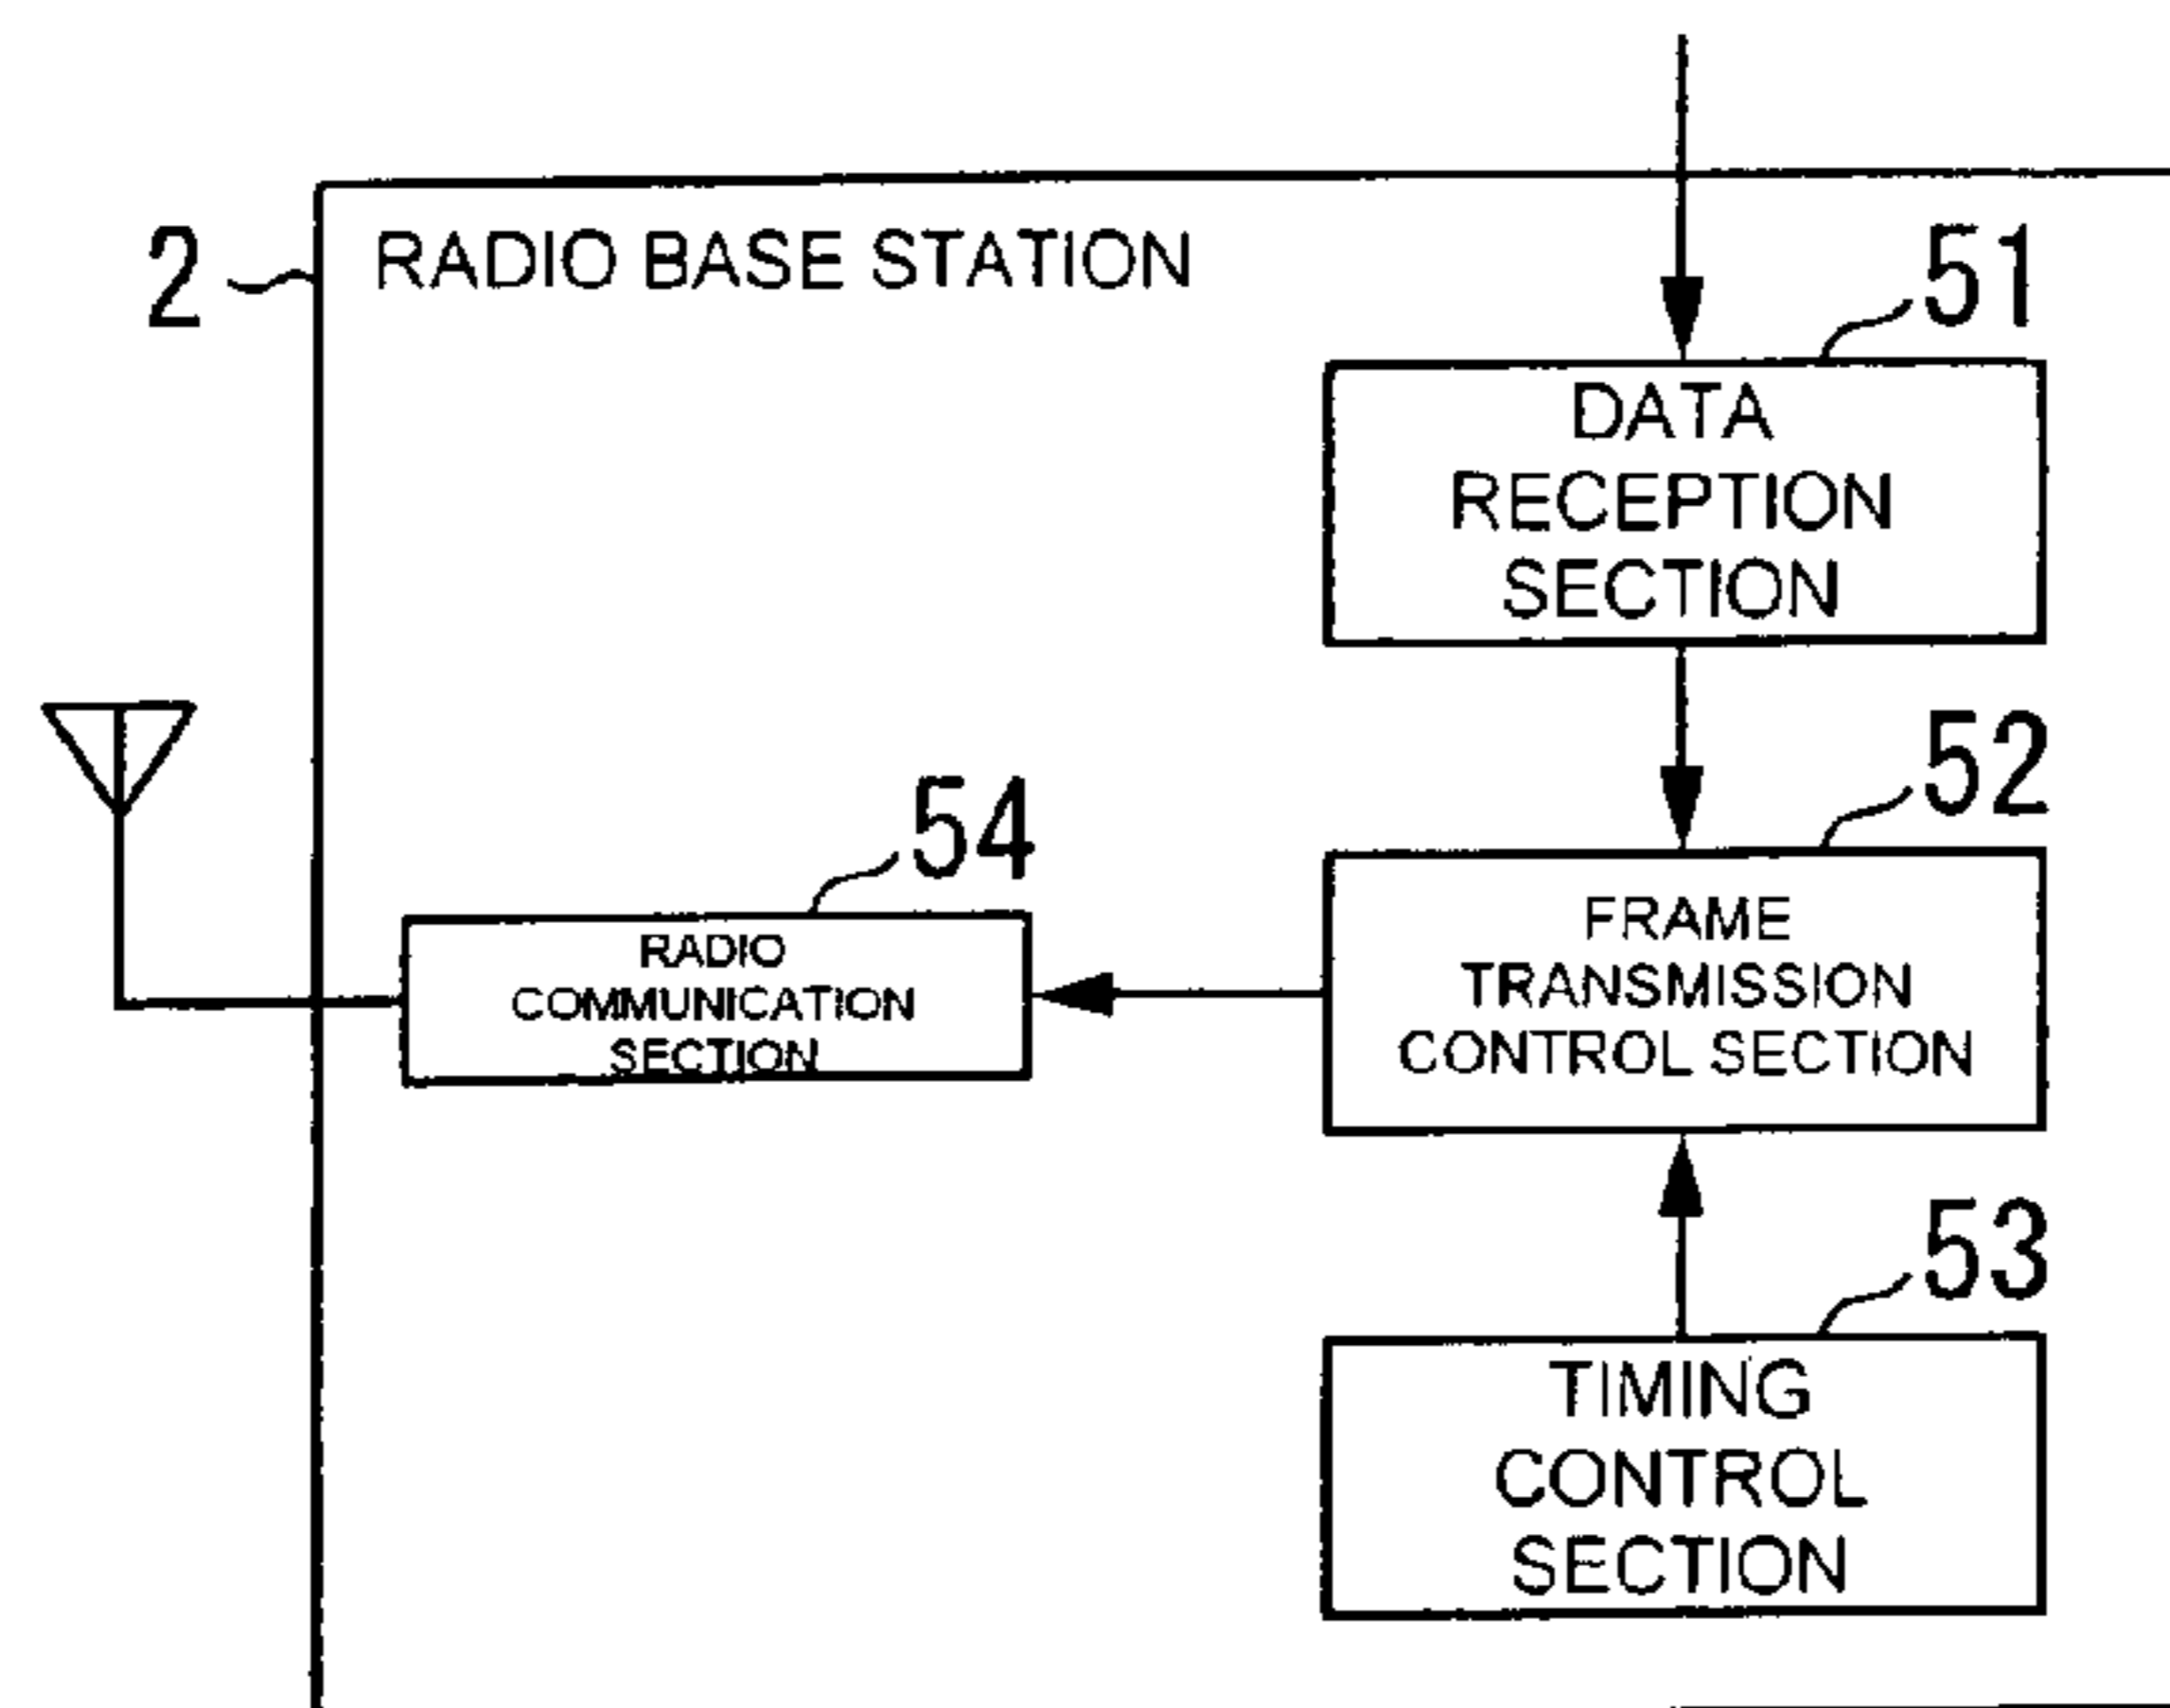 2
RADIO BASE STATION
51
DATA
RECEPTION
SECTION
52
FRAME
TRANSMISSION
CONTROL SECTION
54
RADIO
COMMUNICATION
SECTION
53
TIMING
CONTROL
SECTION